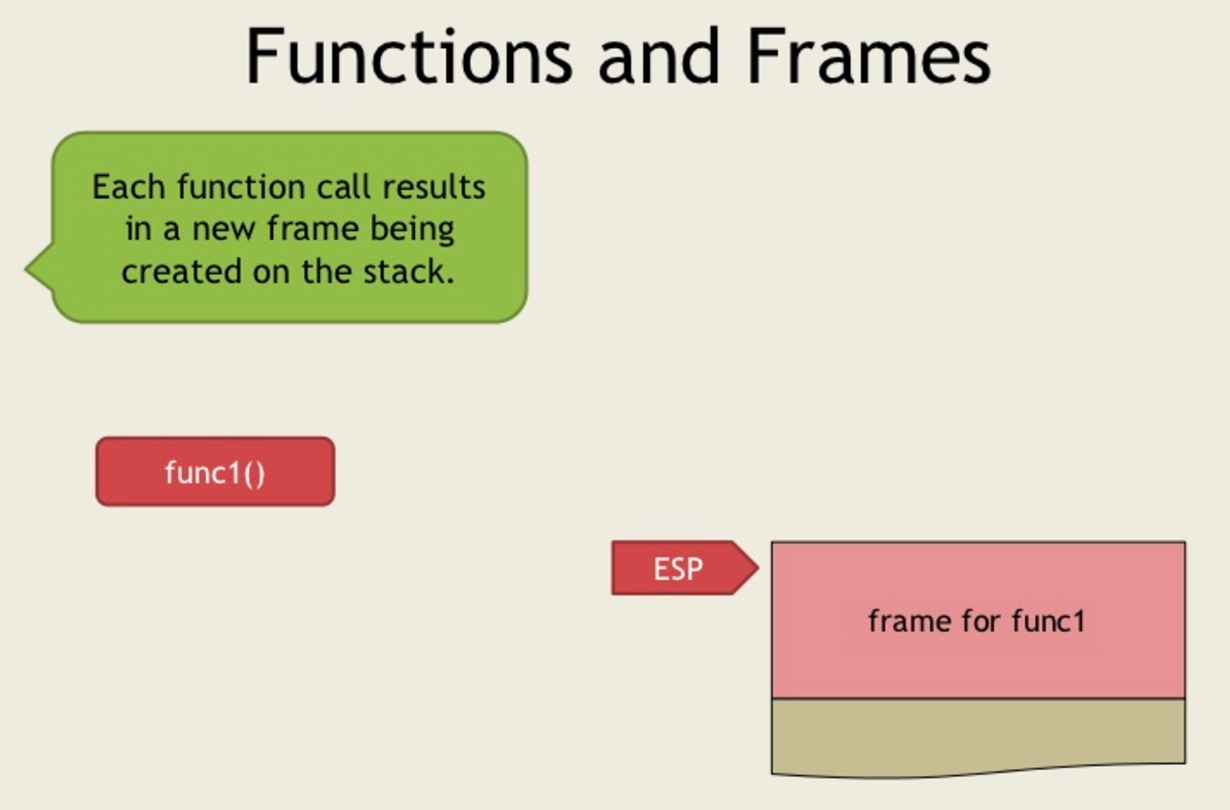 Functions and Frames
Each function call results
in a new frame being
created on the stack.
func1()
ESP
frame for func1